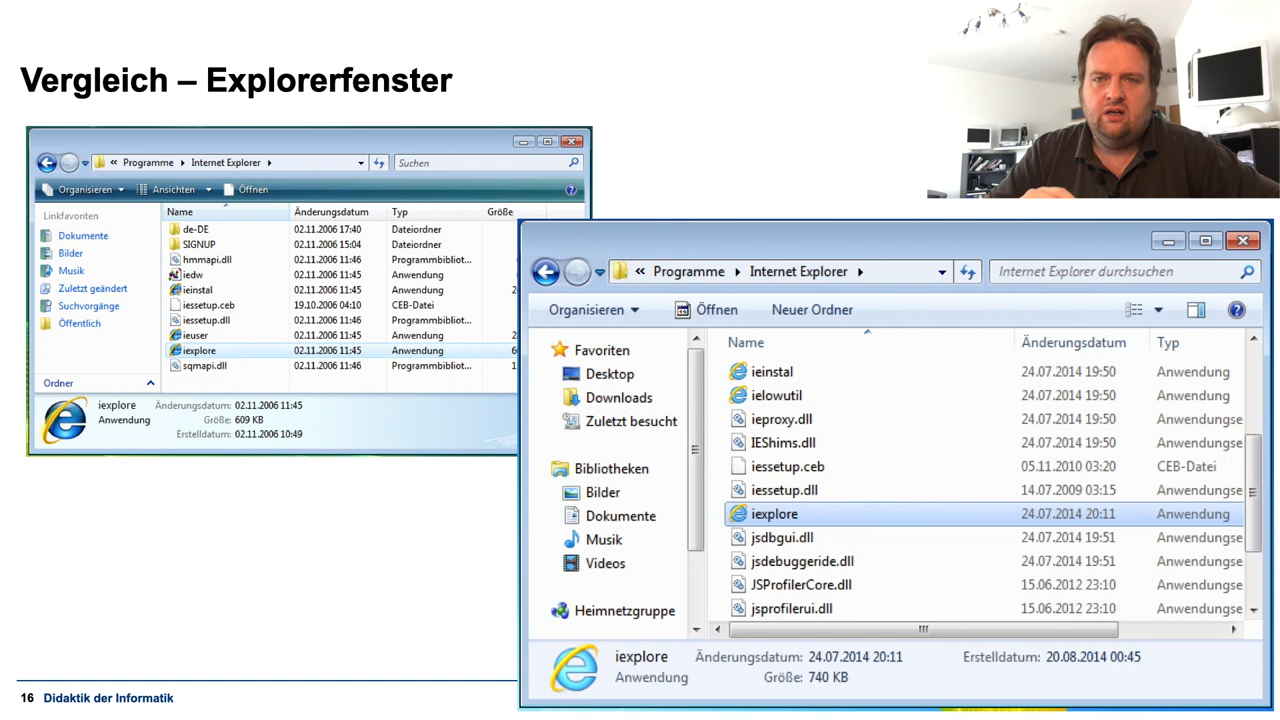 Vergleich – Explorerfenster
« Programme Internet Explorer Suchen
Organisieren Ansichten Öffnen
Linkfavoriten
Dokumente
Bilder
Musik
Zuletzt geändert
Suchvorgänge
Öffentlich
Ordner
Name Änderungsdatum Typ Größe
de-DE 02.11.2006 17:40 Dateiordner
SIGNUP 02.11.2006 15:04 Dateiordner
hmmapi.dll 02.11.2006 11:46 Programmbibliot...
iedw 02.11.2006 11:45 Anwendung
ieinstal 02.11.2006 11:45 Anwendung 2
iessetup.ceb 19.10.2006 04:10 CEB-Datei
iessetup.dll 02.11.2006 11:46 Programmbibliot...
ieuser 02.11.2006 11:45 Anwendung 2
iexplore 02.11.2006 11:45 Anwendung 6
sqmapi.dll 02.11.2006 11:46 Programmbibliot... 1
iexplore Änderungsdatum: 02.11.2006 11:45
Anwendung Größe: 609 KB
Erstelldatum: 02.11.2006 10:49
« Programme Internet Explorer Internet Explorer durchsuchen
Organisieren Öffnen Neuer Ordner
Favoriten
Desktop
Downloads
Zuletzt besucht
Bibliotheken
Bilder
Dokumente
Musik
Videos
Heimnetzgruppe
Name Änderungsdatum Typ
ieinstal 24.07.2014 19:50 Anwendung
ielowutil 24.07.2014 19:50 Anwendung
ieproxy.dll 24.07.2014 19:50 Anwendungse
IEShims.dll 24.07.2014 19:50 Anwendungse
iessetup.ceb 05.11.2010 03:20 CEB-Datei
iessetup.dll 14.07.2009 03:15 Anwendungse
iexplore 24.07.2014 20:11 Anwendung
jsdbgui.dll 24.07.2014 19:51 Anwendungse
jsdebuggeride.dll 24.07.2014 19:51 Anwendungse
JSProfilerCore.dll 15.06.2012 23:10 Anwendungse
jsprofilerui.dll 15.06.2012 23:10 Anwendungse
iexplore Änderungsdatum: 24.07.2014 20:11 Erstelldatum: 20.08.2014 00:45
Anwendung Größe: 740 KB
16 Didaktik der Informatik